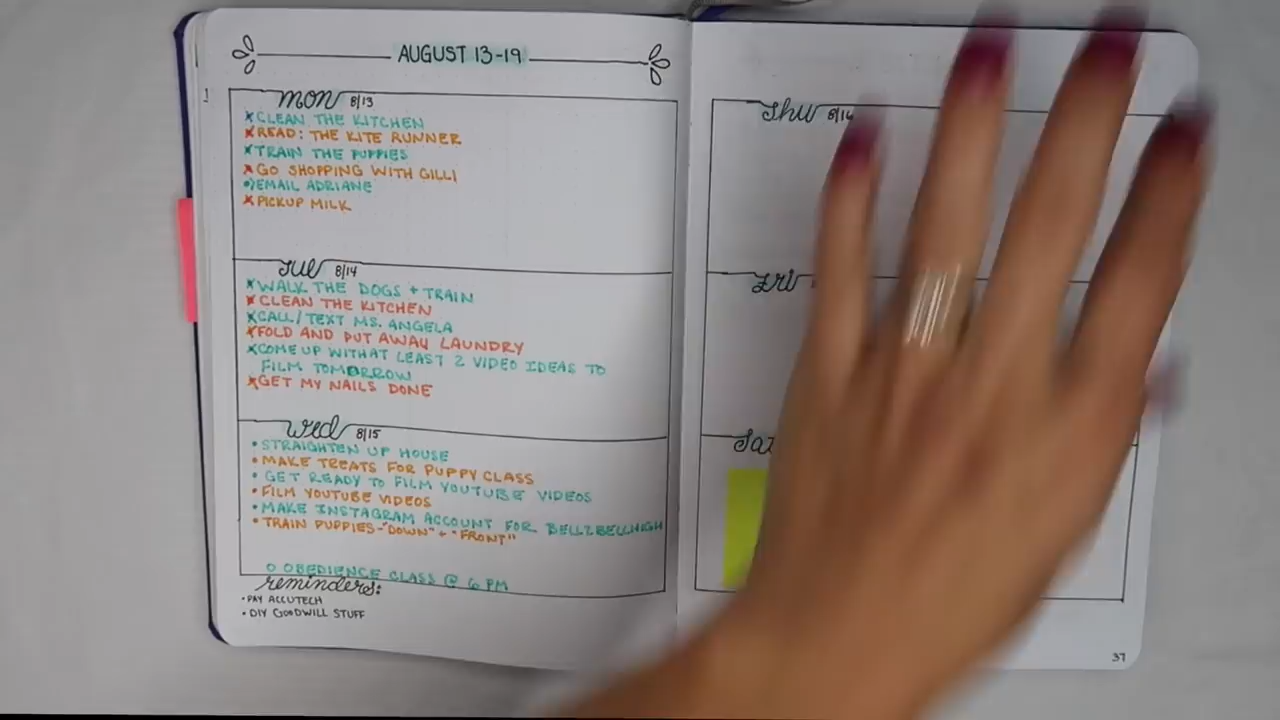 AUGUST 13-19
1
mon 8/13
×CLEAN THE KITCHEN
×READ: THE KITE RUNNER
×TRAIN THE PUPPIES
×GO SHOPPING WITH GILLI
•EMAIL ADRIANE
×PICKUP MILK
tue 8/14
×WALK THE DOGS + TRAIN
×CLEAN THE KITCHEN
×CALL/TEXT MS. ANGELA
×FOLD AND PUT AWAY LAUNDRY
×COME UP WITH AT LEAST 2 VIDEO IDEAS TO
FILM TOMORROW
×GET MY NAILS DONE
wed 8/15
•STRAIGHTEN UP HOUSE
•MAKE TREATS FOR PUPPY CLASS
•GET READY TO FILM YOUTUBE VIDEOS
•FILM YOUTUBE VIDEOS
•MAKE INSTAGRAM ACCOUNT FOR
•TRAIN PUPPIES-"DOWN" + "FRONT"
O OBEDIENCE CLASS @ 6 PM
reminders:
•PAY ACCUTECH
•DIY GOODWILL STUFF
thu 8/16
fri
sat
37